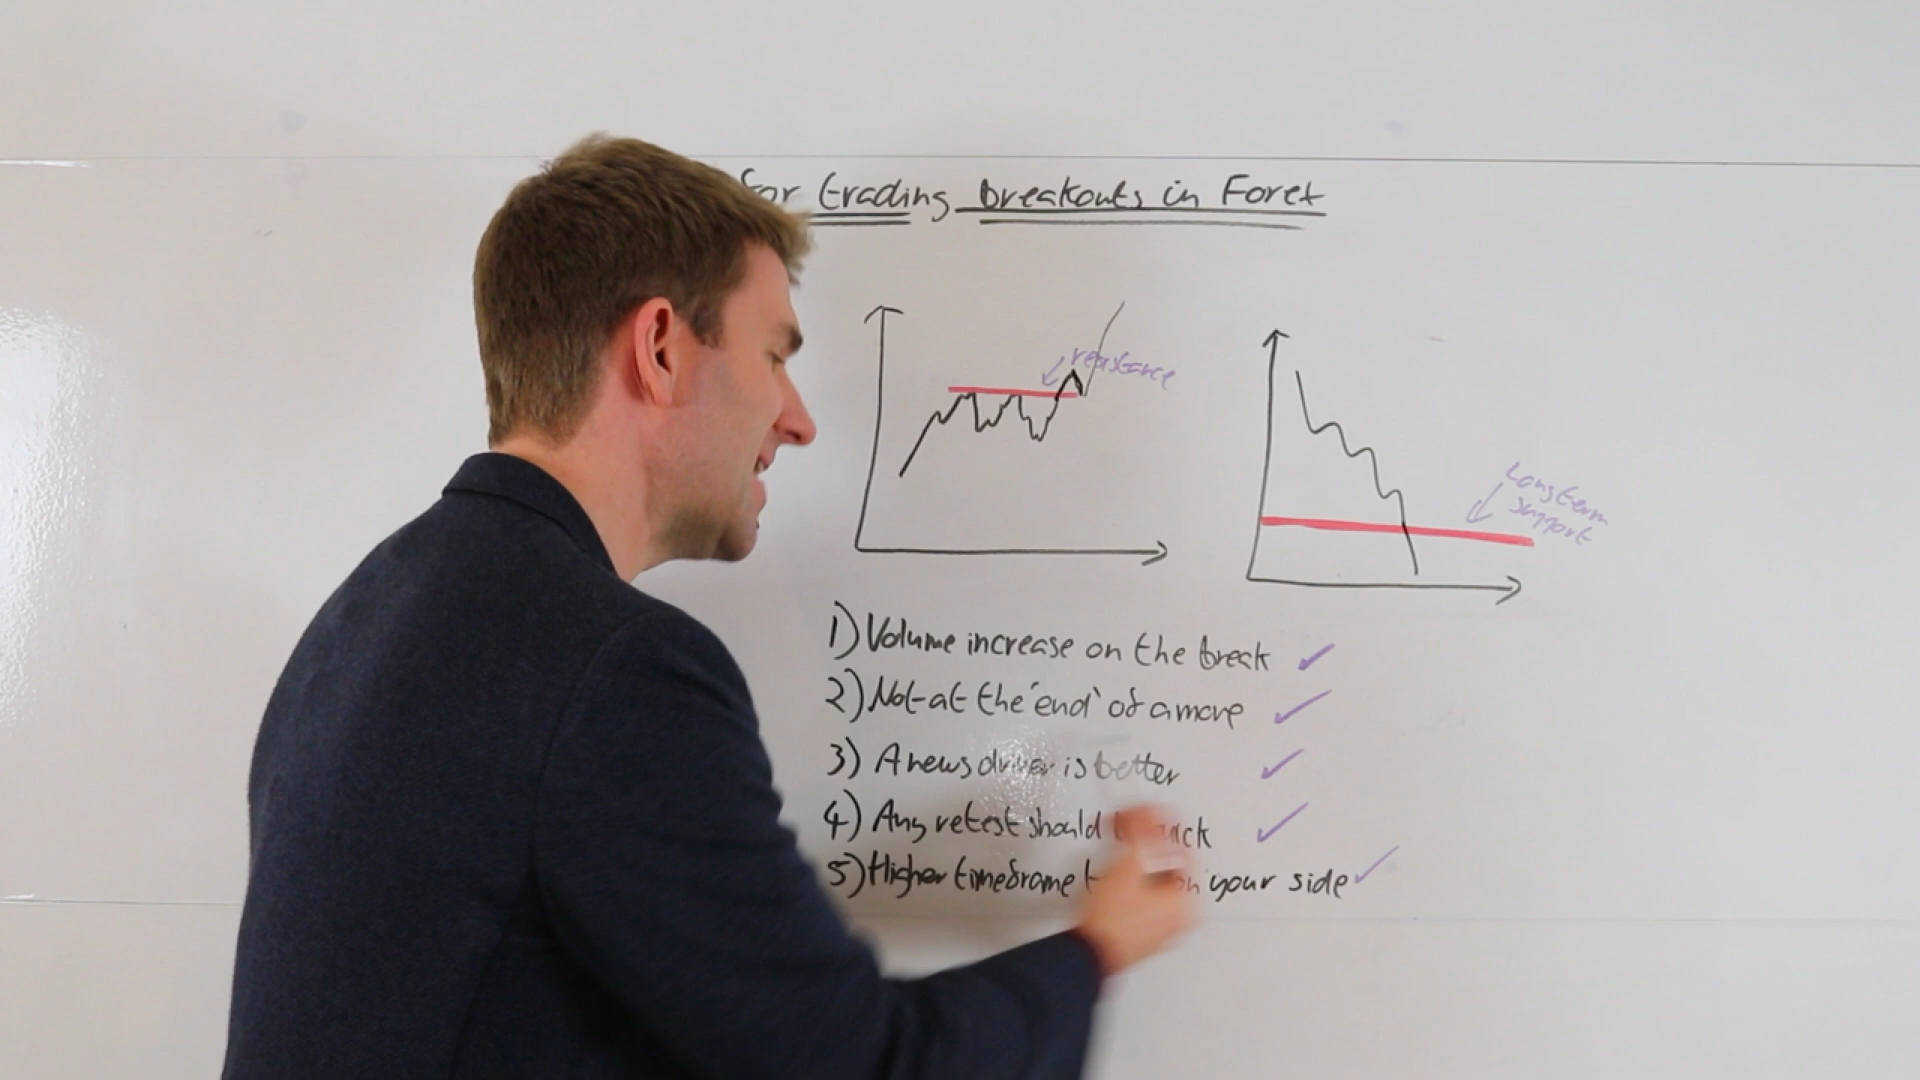 for trading breakouts in Forex
resistance
Long term
support
1) Volume increase on the break ✓
2) Not at the 'end' of a move ✓
3) A news driver is better ✓
4) Any retest should ✓
5) Higher timeframe on your side ✓